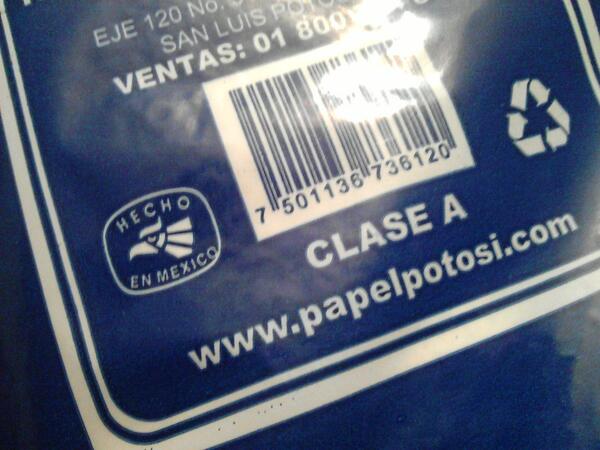 EJE 120 No.
SAN LUIS POTO
VENTAS: 01 800
7 501136 736120
CLASE A
HECHO
EN MEXICO
www.papelpotosi.com